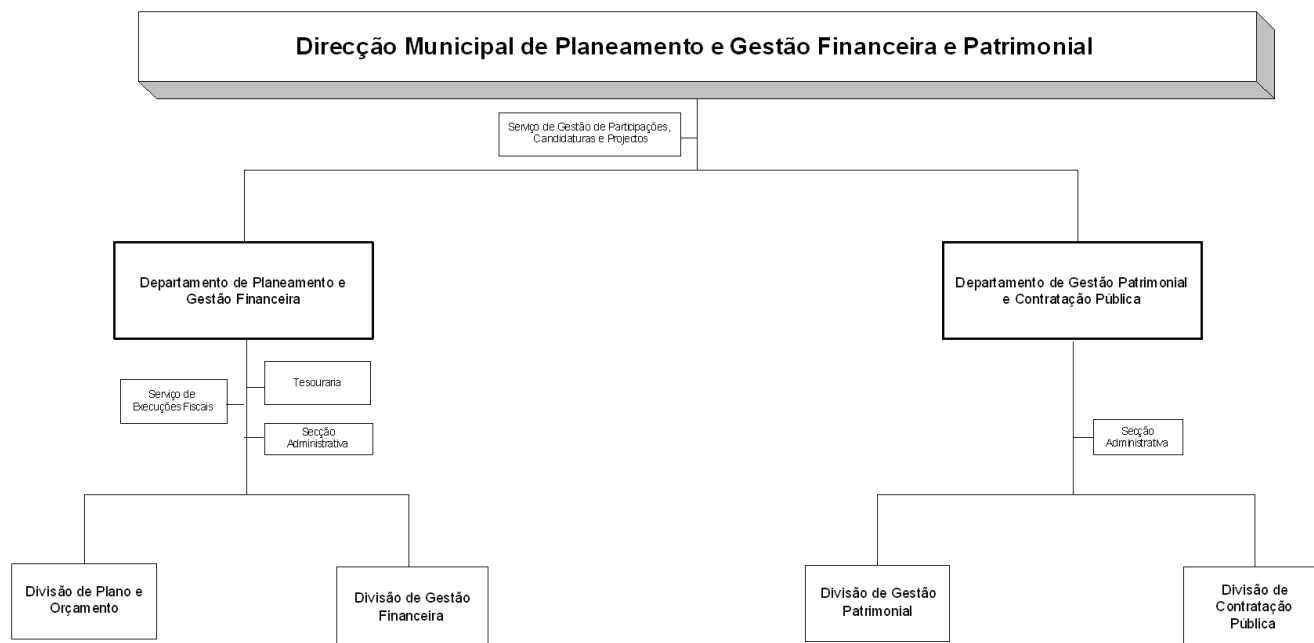 Direcção Municipal de Planeamento e Gestão Financeira e Patrimonial
Serviço de Gestão de Participações,
Candidaturas e Projectos
Departamento de Planeamento e
Gestão Financeira
Departamento de Gestão Patrimonial
e Contratação Pública
Tesouraria
Serviço de
Execuções Fiscais
Secção
Administrativa
Secção
Administrativa
Divisão de Plano e
Orçamento
Divisão de Gestão
Financeira
Divisão de Gestão
Patrimonial
Divisão de
Contratação
Pública